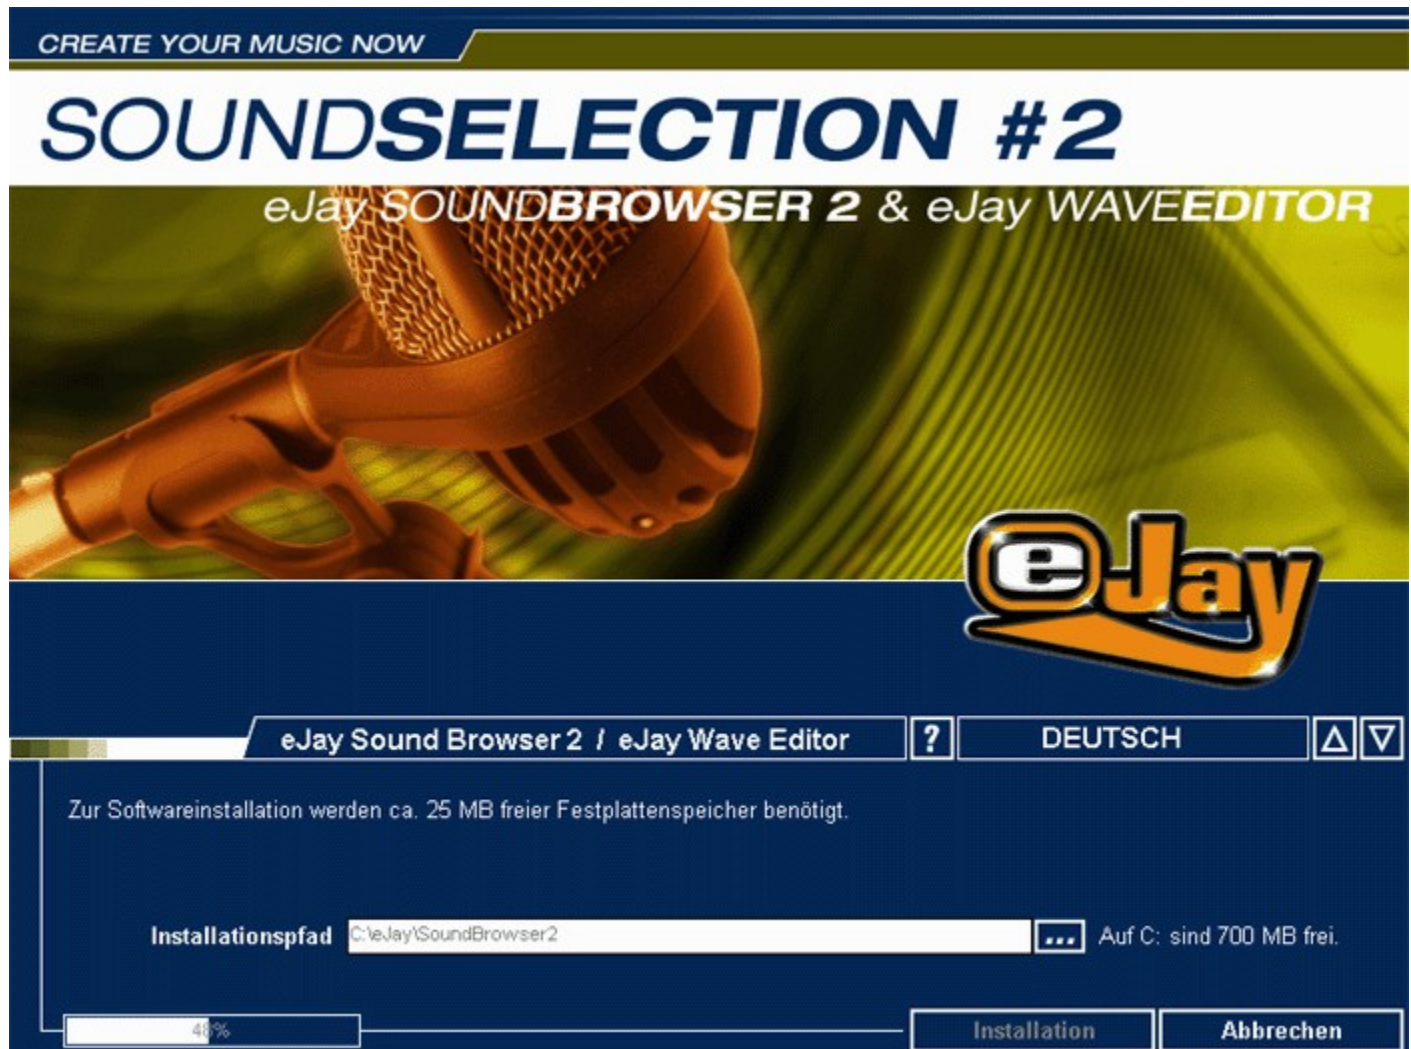 CREATE YOUR MUSIC NOW
SOUNDSELECTION #2
eJay SOUNDBROWSER 2 & eJay WAVEEDITOR
eJay
eJay Sound Browser 2 / eJay Wave Editor ? DEUTSCH
Zur Softwareinstallation werden ca. 25 MB freier Festplattenspeicher benötigt.
Installationspfad C:\eJay\SoundBrowser2 ... Auf C: sind 700 MB frei.
48% Installation Abbrechen